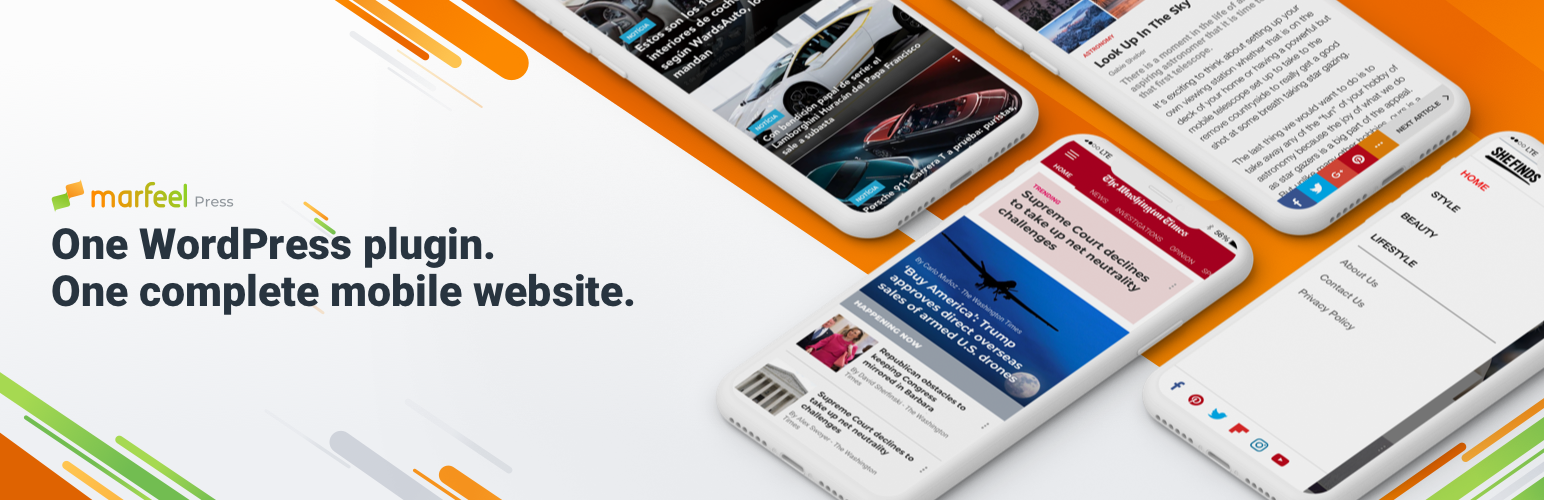 marfeel Press
One WordPress plugin.
One complete mobile website.
NOTICIA
Estos son los 10
interiores de coche
según WardsAuto, lo
mandan
NOTICIA
Con bendición papal de serie: el
Lamborghini Huracán del Papa Francisco
sale a subasta
NOTICIA
Porsche 911 Carrera T a prueba: puristas,
ASTRONOMY
Look Up In The Sky
Gabe Shaber
There is a moment in the life of a
aspiring astronomer that it is time to
that first telescope.
It's exciting to think about setting up your
own viewing station whether that is on the
deck of your home or having a powerful but
mobile telescope set up to take to the
remove countryside to really get a good
shot at some breath taking star gazing.
The last thing we would want to do is
take away any of the "fun" of your hobby of
astronomy because the joy of what we do
as star gazers is a big part of the appeal.
NEXT ARTICLE
LTE
56%
The Washington Times
HOME
NEWS
INVESTIGATIONS
OPINION
SP
TRENDING
Supreme Court declines
to take up net neutrality
challenges
By Carlo Muñoz - The Washington Times
'Buy America': Trump
approves direct overseas
sales of armed U.S. drones
HAPPENING NOW
Republican obstacles to
keeping Congress
mirrored in Barbara
By David Sherfinski - The Washington
Times
Supreme Court declines to
take up net neutrality
challenges
By Alex Swoyer - The Washington
Times
LTE
SHEFINDS
HOME
STYLE
BEAUTY
LIFESTYLE
About Us
Contact Us
Privacy Policy